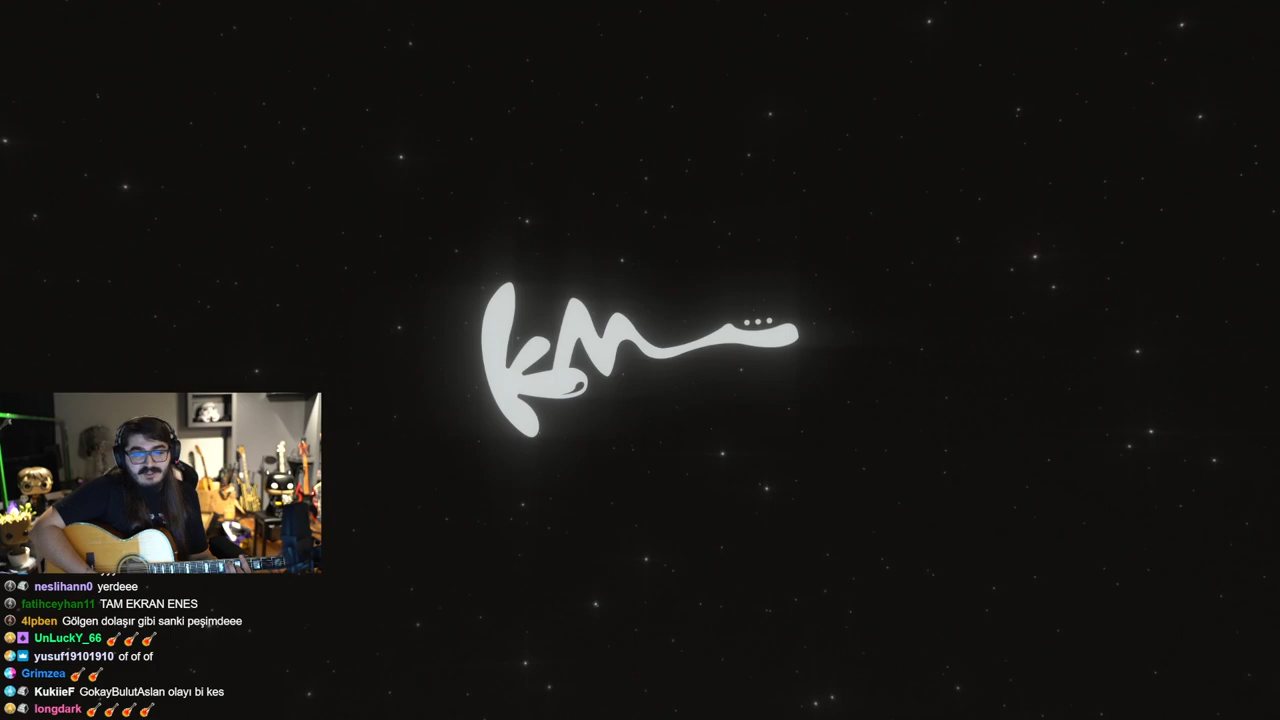 km
neslihann0 yerdeee
fatihceyhan11 TAM EKRAN ENES
4lpben Gölgen dolaşır gibi sanki peşimdeee
UnLuckY_66
yusuf19101910 of of of
Grimzea
KukiieF GokayBulutAslan olayı bi kes
longdark